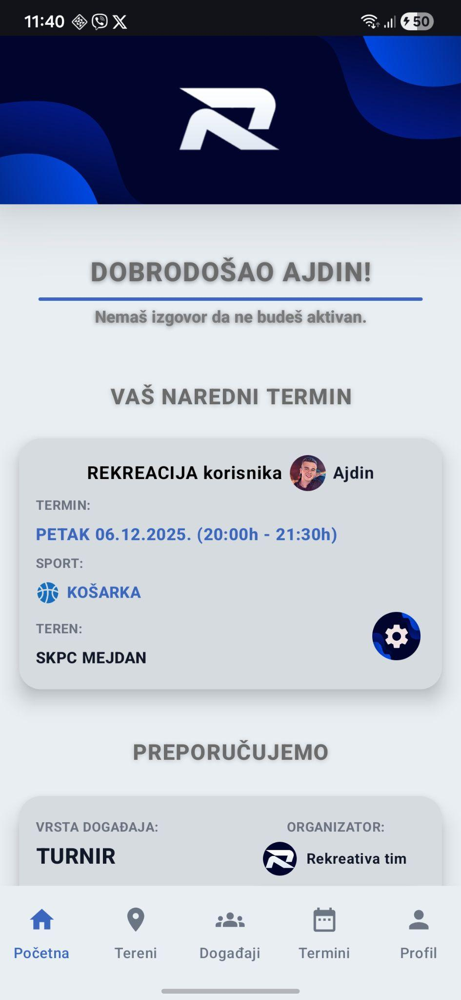 11:40
50
DOBRODOŠAO AJDIN!
Nemaš izgovor da ne budeš aktivan.
VAŠ NAREDNI TERMIN
REKREACIJA korisnika Ajdin
TERMIN:
PETAK 06.12.2025. (20:00h - 21:30h)
SPORT:
KOŠARKA
TEREN:
SKPC MEJDAN
PREPORUČUJEMO
VRSTA DOGAĐAJA:
TURNIR
ORGANIZATOR:
Rekreativa tim
Početna
Tereni
Događaji
Termini
Profil